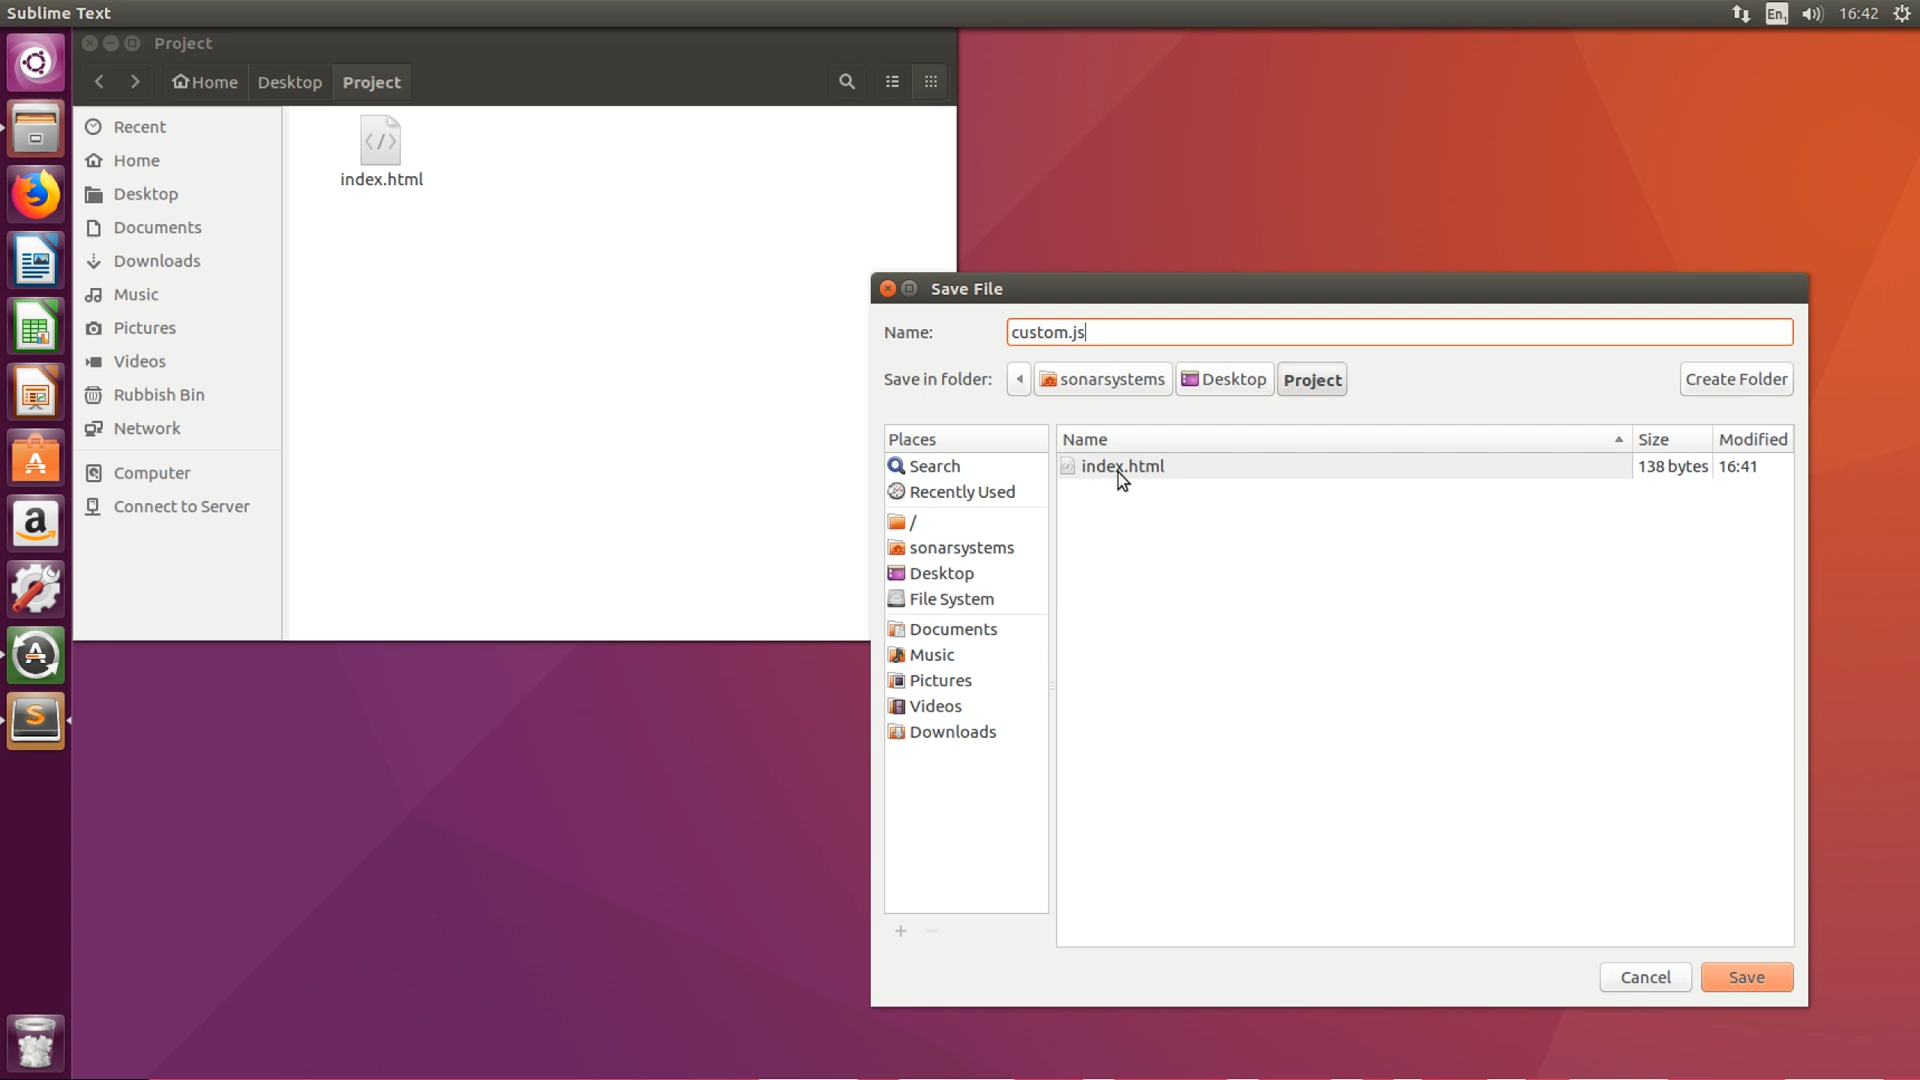 Sublime Text
En1
16:42
Project
Home
Desktop
Project
Recent
Home
Desktop
Documents
Downloads
Music
Pictures
Videos
Rubbish Bin
Network
Computer
Connect to Server
</>
index.html
Save File
Name:
custom.js
Save in folder:
sonarsystems
Desktop
Project
Create Folder
Places
Search
Recently Used
/
sonarsystems
Desktop
File System
Documents
Music
Pictures
Videos
Downloads
Name
Size
Modified
index.html
138 bytes
16:41
Cancel
Save